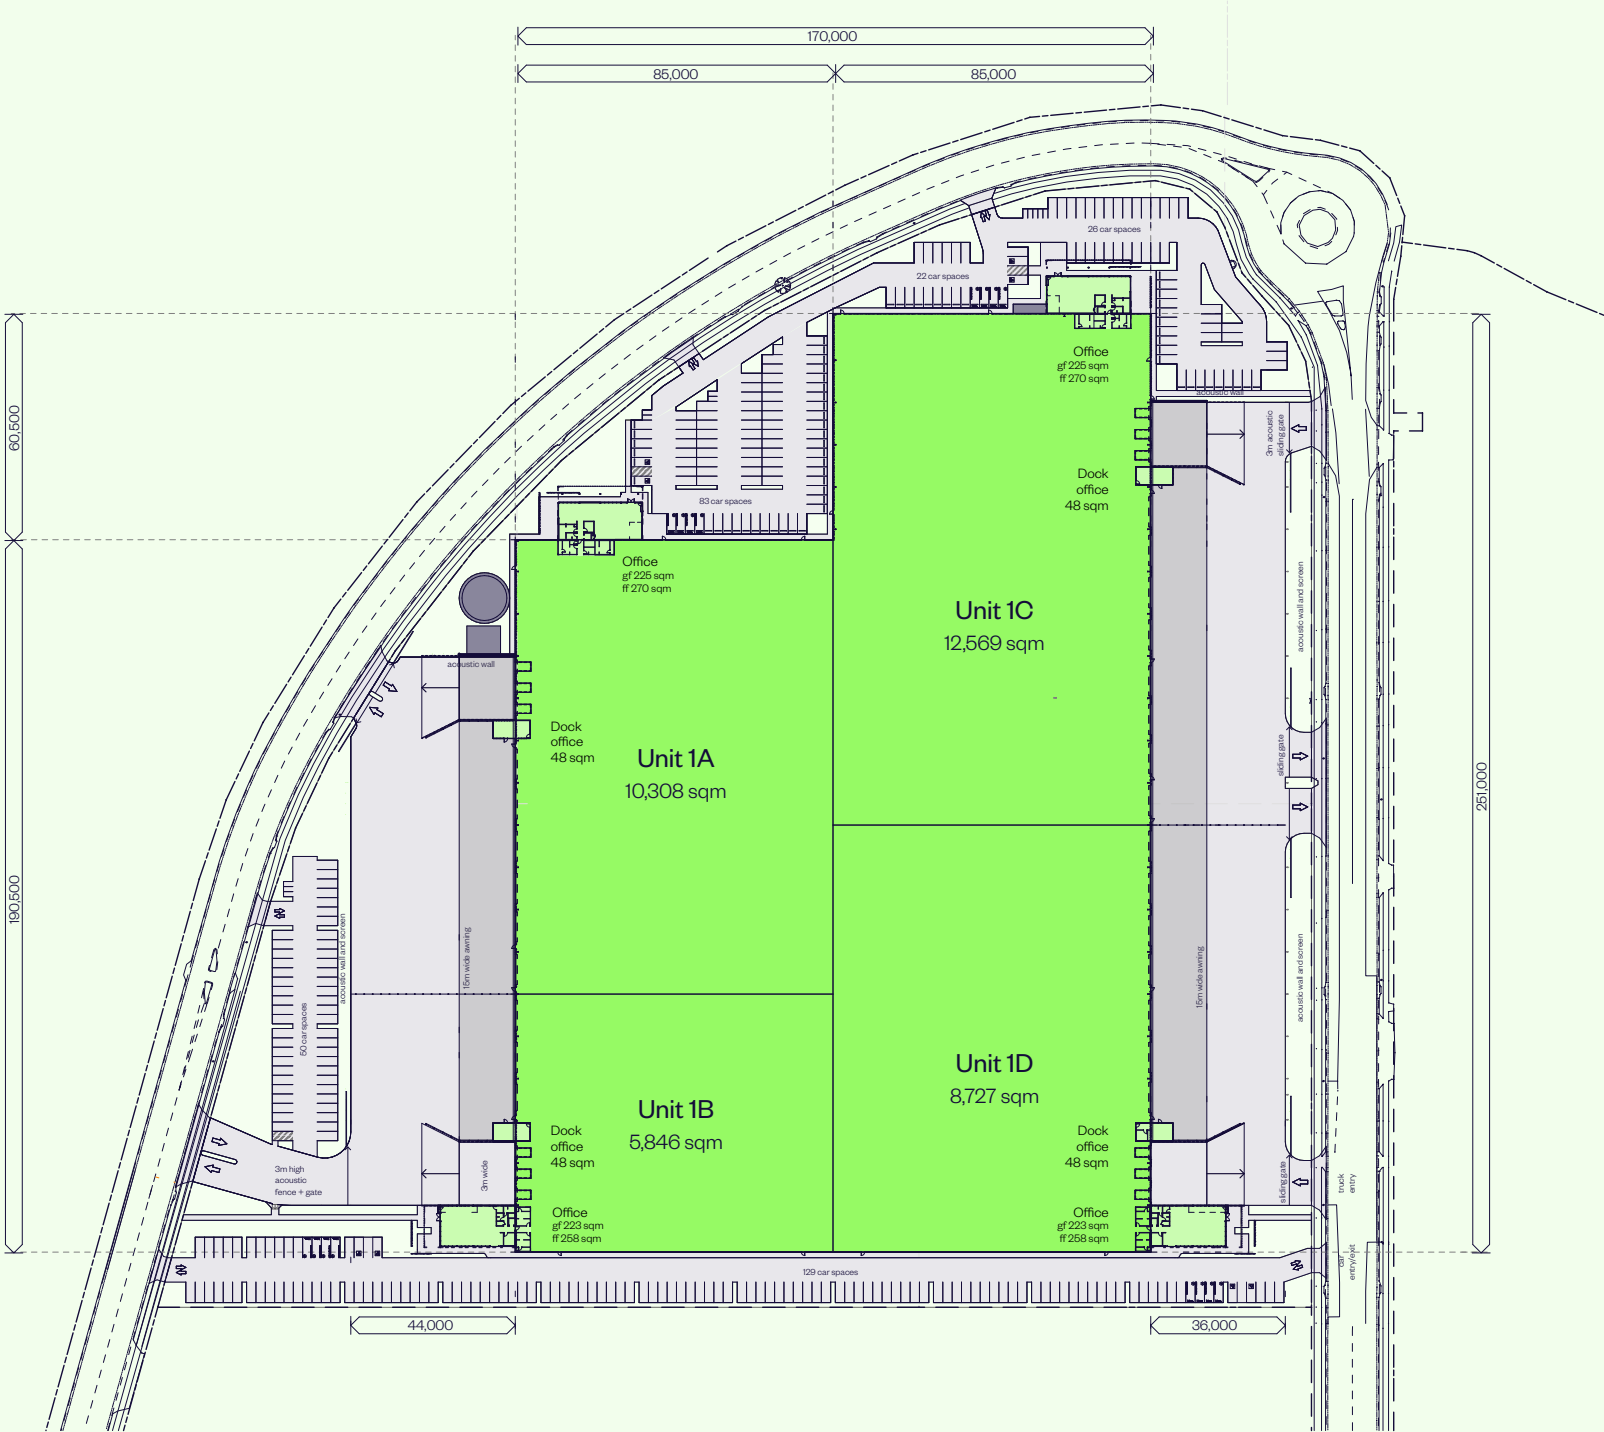 170,000
85,000
85,000
26 car spaces
22 car spaces
Office
gf 225 sqm
ff 270 sqm
acoustic wall
60,500
3m acoustic
sliding gate
Dock
office
48 sqm
83 car spaces
Office
gf 225 sqm
ff 270 sqm
Unit 1C
12,569 sqm
acoustic wall and screen
acoustic wall
Dock
office
48 sqm
Unit 1A
10,308 sqm
sliding gate
251,000
190,500
acoustic wall and screen
15m wide awning
15m wide awning
acoustic wall and screen
50 car spaces
Unit 1D
8,727 sqm
Unit 1B
5,846 sqm
Dock
office
48 sqm
Dock
office
48 sqm
3m high
acoustic
fence + gate
3m wide
sliding gate
truck
entry
Office
gf 223 sqm
ff 258 sqm
Office
gf 223 sqm
ff 258 sqm
car
entry/exit
129 car spaces
44,000
36,000